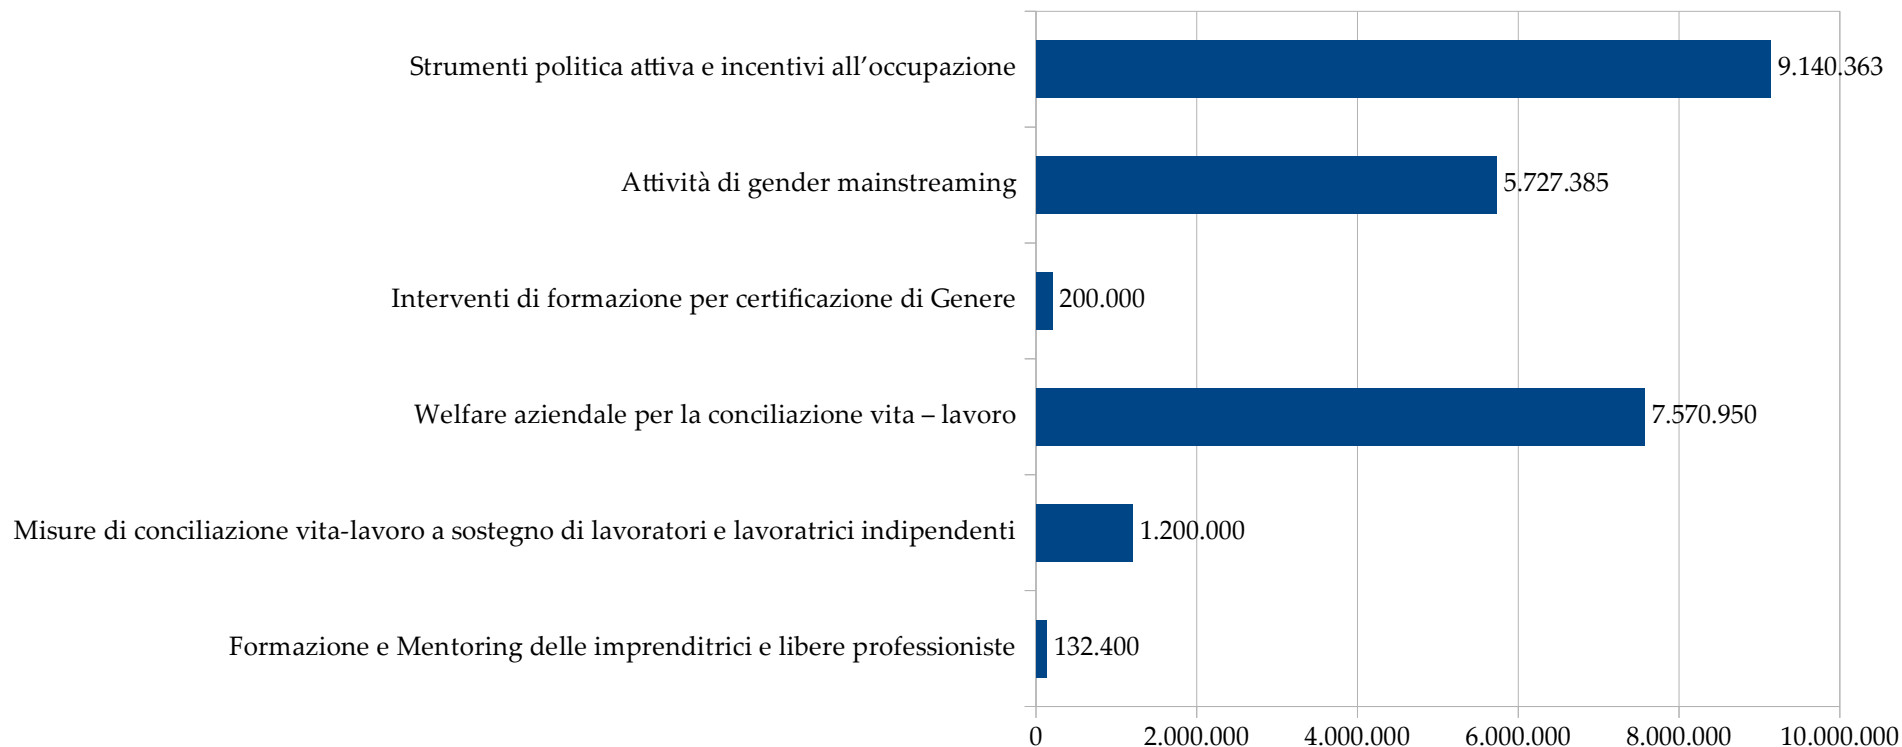 Strumenti politica attiva e incentivi all’occupazione 9.140.363
Attività di gender mainstreaming 5.727.385
Interventi di formazione per certificazione di Genere 200.000
Welfare aziendale per la conciliazione vita – lavoro 7.570.950
Misure di conciliazione vita-lavoro a sostegno di lavoratori e lavoratrici indipendenti 1.200.000
Formazione e Mentoring delle imprenditrici e libere professioniste 132.400
0 2.000.000 4.000.000 6.000.000 8.000.000 10.000.000